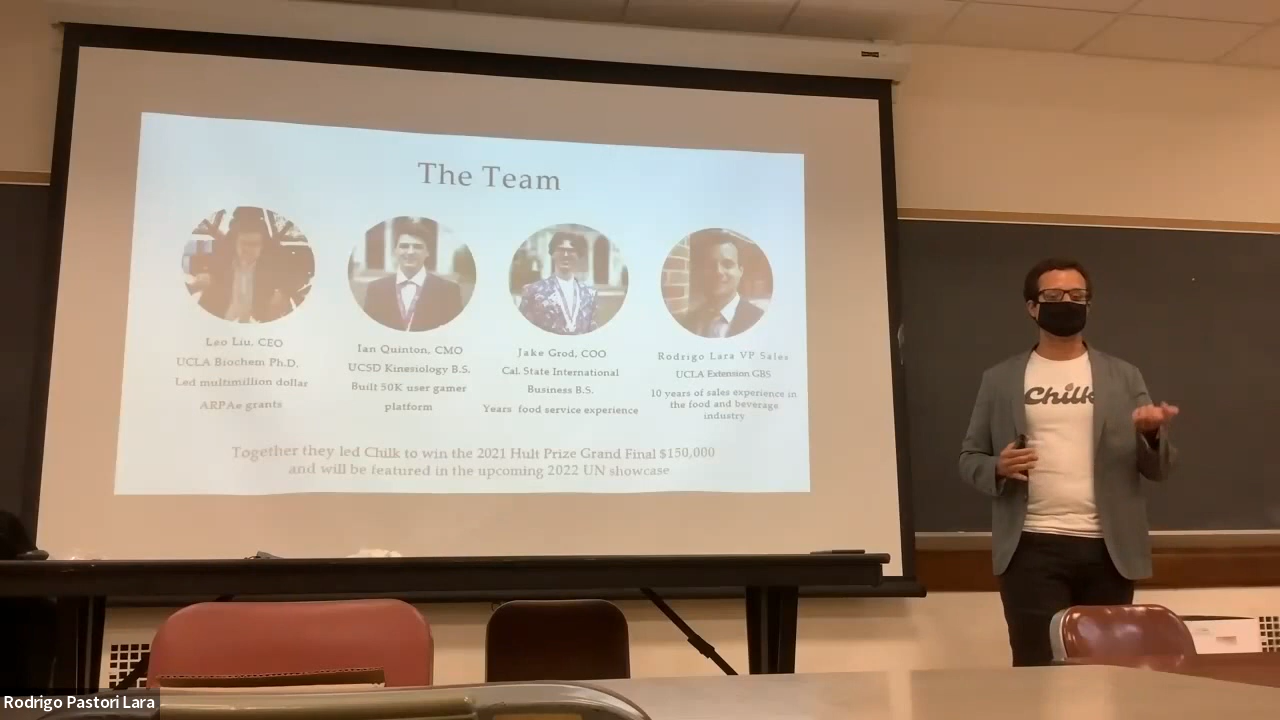 The Team
Leo Liu, CEO
UCLA Biochem Ph.D.
Led multimillion dollar
ARPAe grants
Ian Quinton, CMO
UCSD Kinesiology B.S.
Built 50K user gamer
platform
Jake Grod, COO
Cal. State International
Business B.S.
Years food service experience
Rodrigo Lara VP Sales
UCLA Extension GBS
10 years of sales experience in
the food and beverage
industry
Together they led Chilk to win the 2021 Hult Prize Grand Final $150,000
and will be featured in the upcoming 2022 UN showcase
Chilk
Rodrigo Pastori Lara